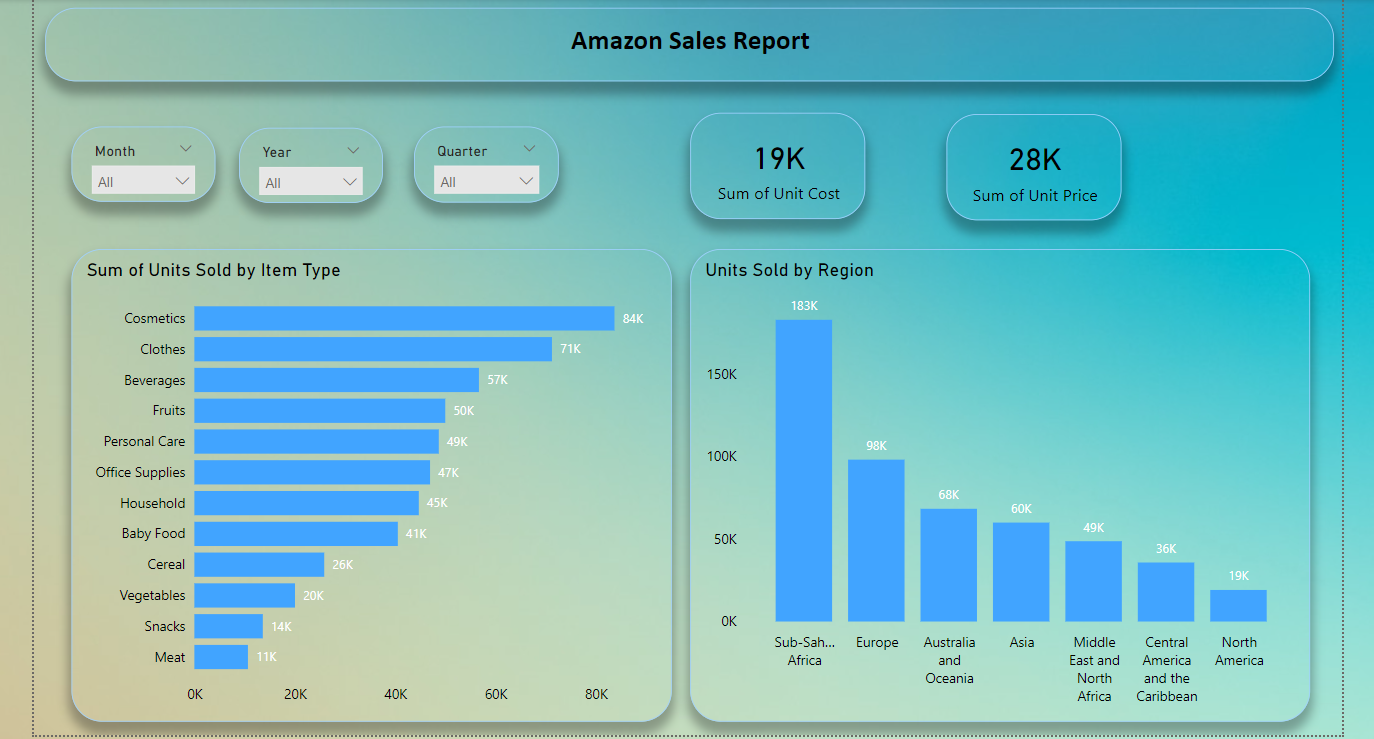 Amazon Sales Report
Month
All
Year
All
Quarter
All
19K
Sum of Unit Cost
28K
Sum of Unit Price
Sum of Units Sold by Item Type
Cosmetics 84K
Clothes 71K
Beverages 57K
Fruits 50K
Personal Care 49K
Office Supplies 47K
Household 45K
Baby Food 41K
Cereal 26K
Vegetables 20K
Snacks 14K
Meat 11K
0K 20K 40K 60K 80K
Units Sold by Region
150K
100K
50K
0K
183K
98K
68K
60K
49K
36K
19K
Sub-Sah...
Africa
Europe
Australia
and
Oceania
Asia
Middle
East and
North
Africa
Central
America
and the
Caribbean
North
America